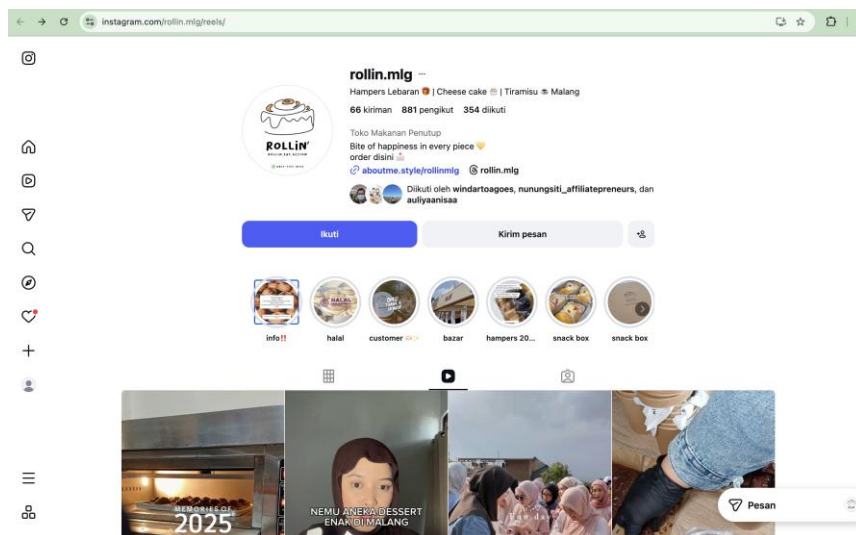 instagram.com/rollin.mlg/reels/
rollin.mlg
Hampers Lebaran | Cheese cake | Tiramisu Malang
66 kiriman 881 pengikut 354 diikuti
Toko Makanan Penutup
Bite of happiness in every piece
order disini
aboutme.style/rollinmlg rollin.mlg
Diikuti oleh windartoagoes, nunungsiti_affiliatepreneurs, dan
auliyaanisaa
ROLLiN'
Ikuti
Kirim pesan
HALAL
info!!
halal
customer
bazar
hampers 20...
snack box
snack box
MEMORIES OF
2025
NEMU ANEKA DESSERT
ENAK DI MALANG
Pesan